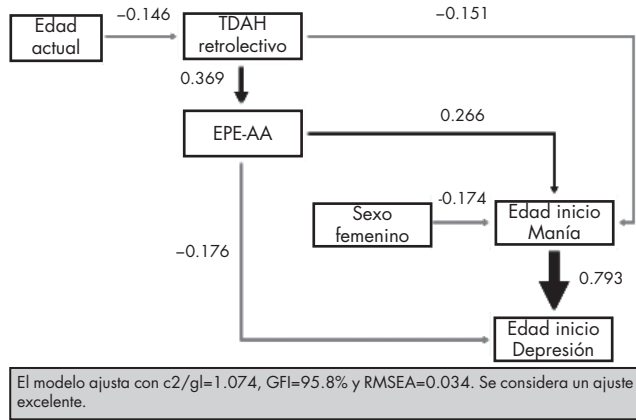 −0.146
−0.151
Edad
actual
TDAH
retrolectivo
0.369
EPE-AA
0.266
Sexo
femenino
-0.174
Edad inicio
Manía
−0.176
0.793
Edad inicio
Depresión
El modelo ajusta con c2/gl=1.074, GFI=95.8% y RMSEA=0.034. Se considera un ajuste
excelente.